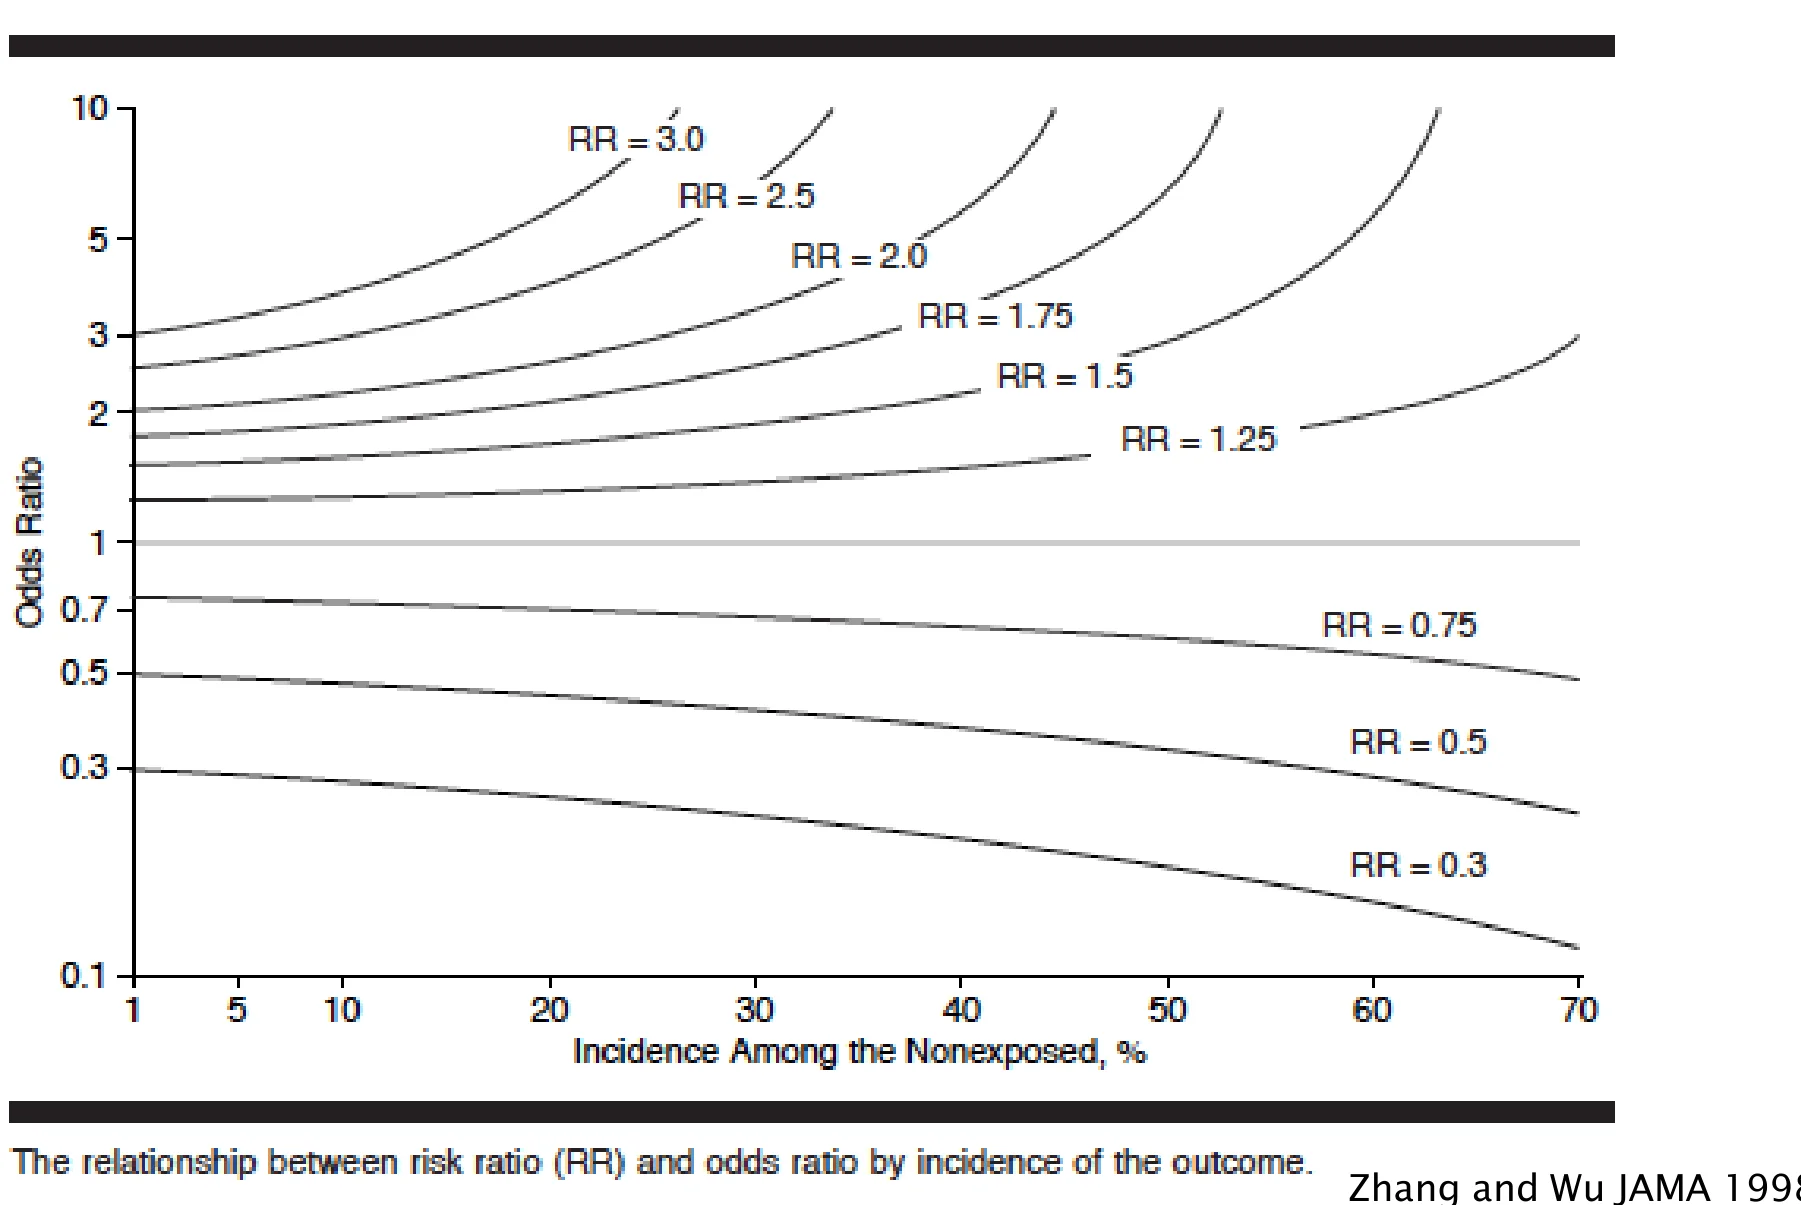 10
RR = 3.0
RR = 2.5
5
RR = 2.0
RR = 1.75
3
RR = 1.5
2
RR = 1.25
Odds Ratio
1
0.7
RR = 0.75
0.5
RR = 0.5
0.3
RR = 0.3
0.1
1 5 10 20 30 40 50 60 70
Incidence Among the Nonexposed, %
The relationship between risk ratio (RR) and odds ratio by incidence of the outcome.
Zhang and Wu JAMA 1998